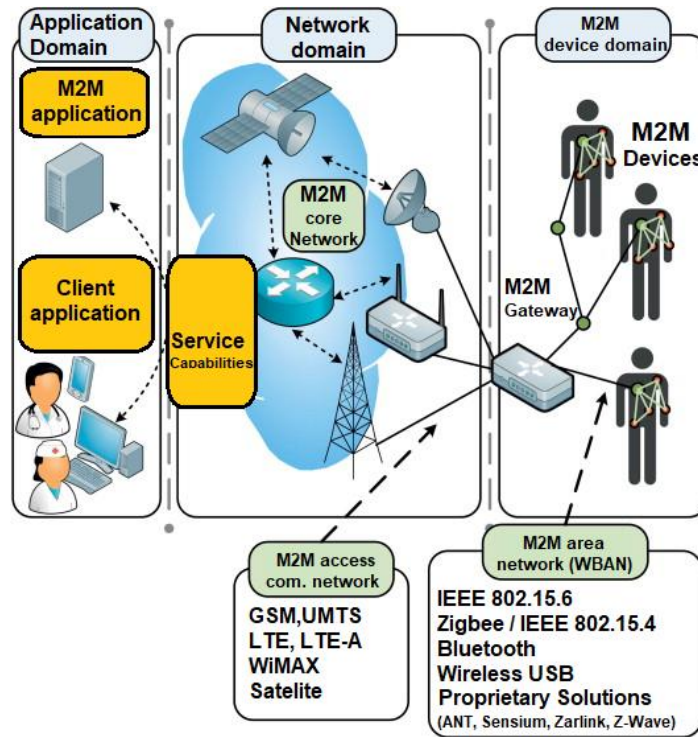 Application
Domain
M2M
application
Client
application
Network
domain
M2M
core
Network
Service
Capabilities
M2M
device domain
M2M
Devices
M2M
Gateway
M2M access
com. network
GSM,UMTS
LTE, LTE-A
WiMAX
Satelite
M2M area
network (WBAN)
IEEE 802.15.6
Zigbee / IEEE 802.15.4
Bluetooth
Wireless USB
Proprietary Solutions
(ANT, Sensium, Zarlink, Z-Wave)